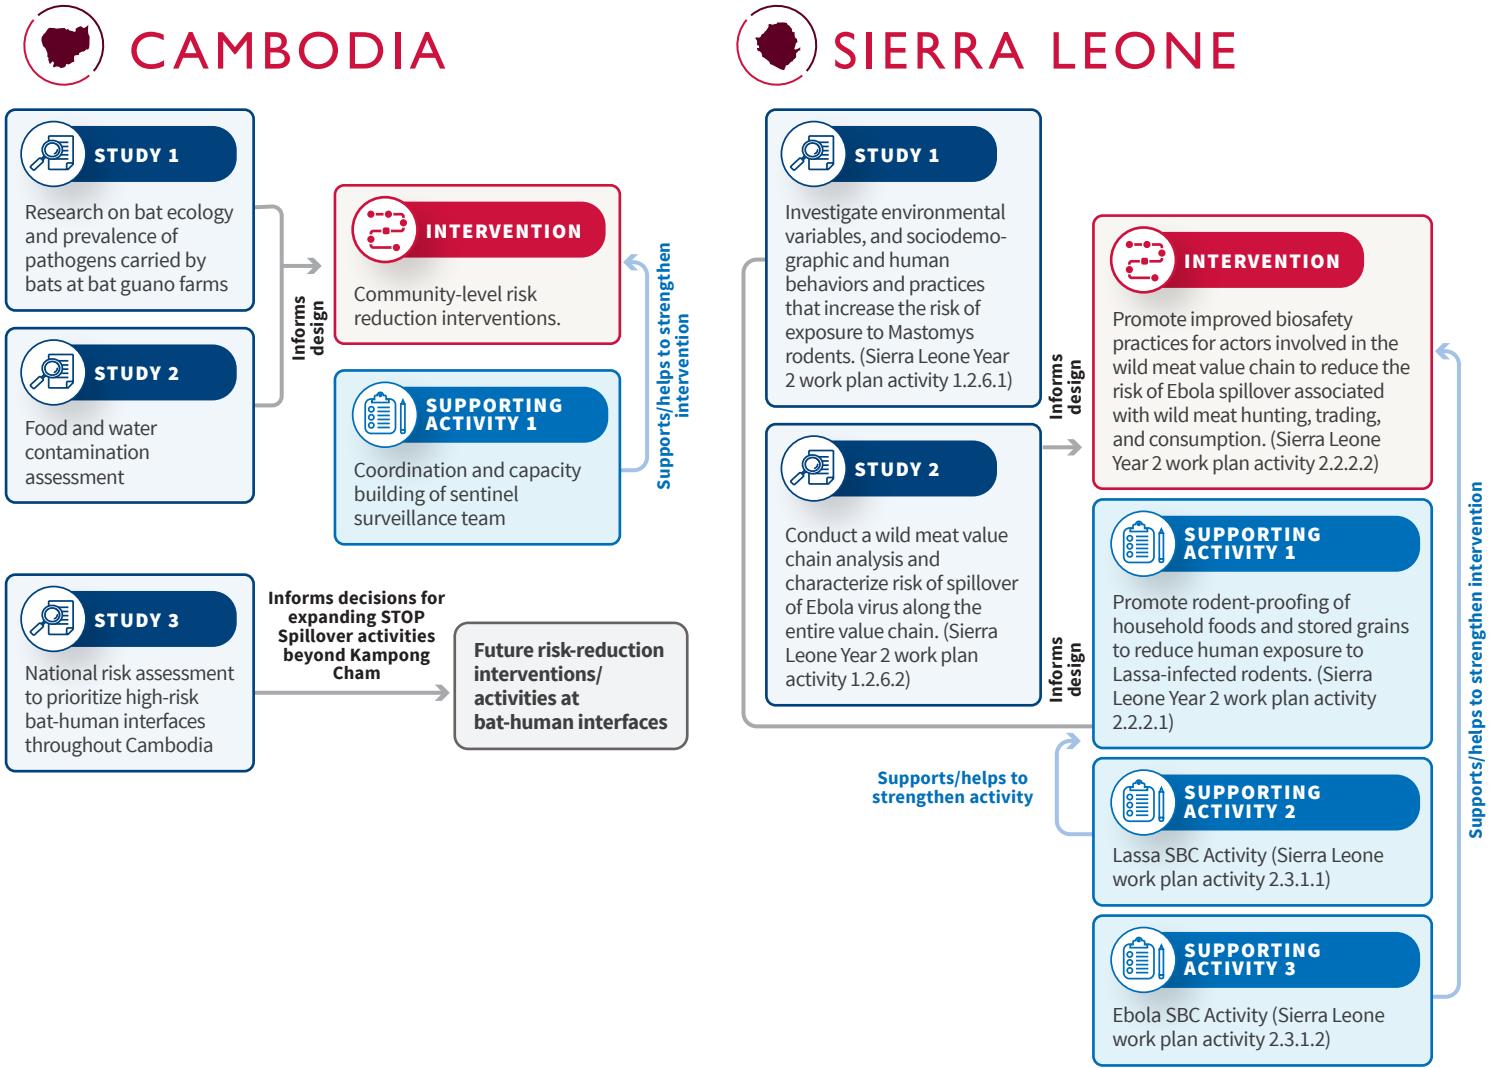 CAMBODIA
STUDY 1
Research on bat ecology
and prevalence of
pathogens carried by
bats at bat guano farms
STUDY 2
Food and water
contamination
assessment
Informs
design
INTERVENTION
Community-level risk
reduction interventions.
SUPPORTING
ACTIVITY 1
Coordination and capacity
building of sentinel
surveillance team
Supports/helps to strengthen
intervention
STUDY 3
National risk assessment
to prioritize high-risk
bat-human interfaces
throughout Cambodia
Informs decisions for
expanding STOP
Spillover activities
beyond Kampong
Cham
Future risk-reduction
interventions/
activities at
bat-human interfaces
SIERRA LEONE
STUDY 1
Investigate environmental
variables, and sociodemo-
graphic and human
behaviors and practices
that increase the risk of
exposure to Mastomys
rodents. (Sierra Leone Year
2 work plan activity 1.2.6.1)
STUDY 2
Conduct a wild meat value
chain analysis and
characterize risk of spillover
of Ebola virus along the
entire value chain. (Sierra
Leone Year 2 work plan
activity 1.2.6.2)
Informs
design
Informs
design
INTERVENTION
Promote improved biosafety
practices for actors involved in the
wild meat value chain to reduce the
risk of Ebola spillover associated
with wild meat hunting, trading,
and consumption. (Sierra Leone
Year 2 work plan activity 2.2.2.2)
SUPPORTING
ACTIVITY 1
Promote rodent-proofing of
household foods and stored grains
to reduce human exposure to
Lassa-infected rodents. (Sierra
Leone Year 2 work plan activity
2.2.2.1)
Supports/helps to
strengthen activity
SUPPORTING
ACTIVITY 2
Lassa SBC Activity (Sierra Leone
work plan activity 2.3.1.1)
SUPPORTING
ACTIVITY 3
Ebola SBC Activity (Sierra Leone
work plan activity 2.3.1.2)
Supports/helps to strengthen intervention